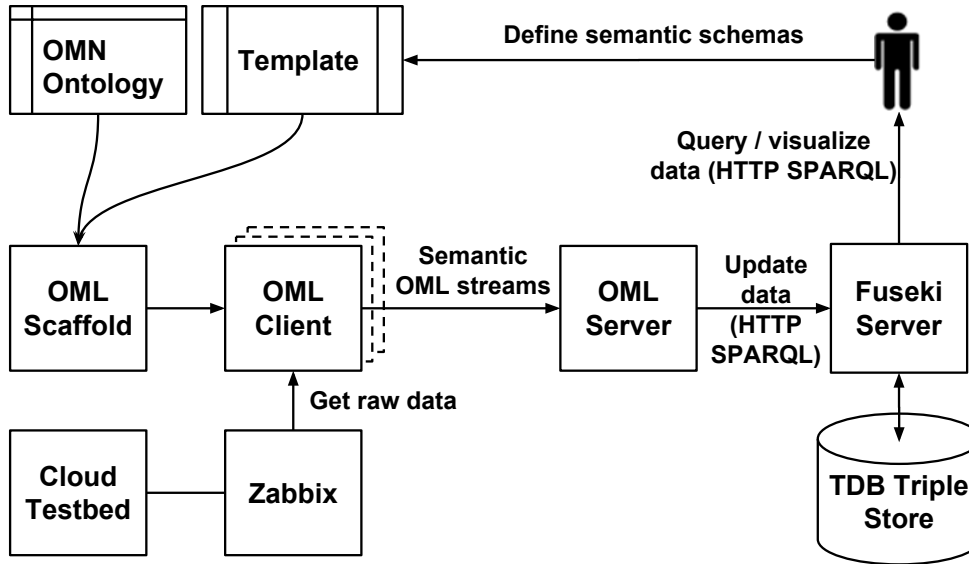 OMN
Ontology
Template
Define semantic schemas
Query / visualize
data (HTTP SPARQL)
OML
Scaffold
OML
Client
Semantic
OML streams
OML
Server
Update
data
(HTTP
SPARQL)
Fuseki
Server
Get raw data
Cloud
Testbed
Zabbix
TDB Triple
Store